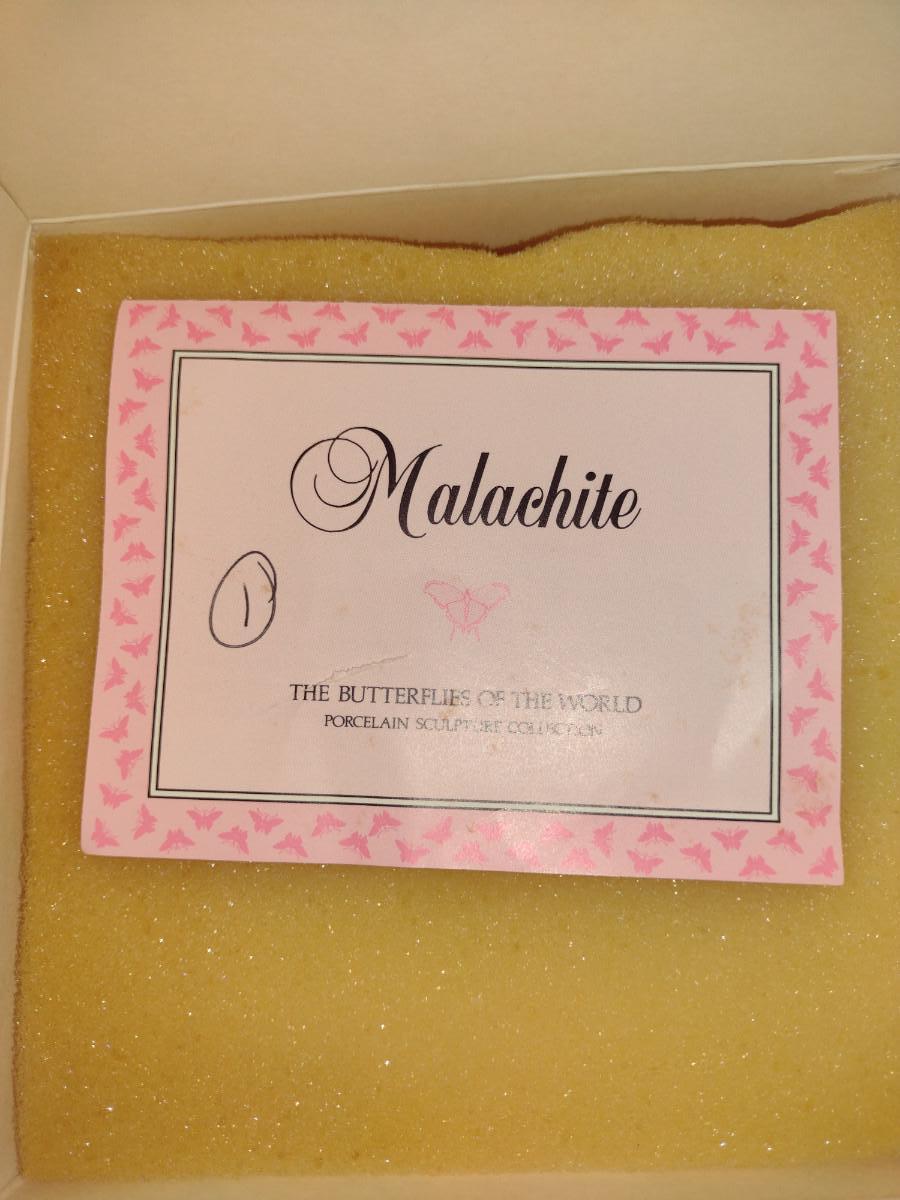 Malachite
1
THE BUTTERFLIES OF THE WORLD
PORCELAIN SCULPTURE COLLECTION